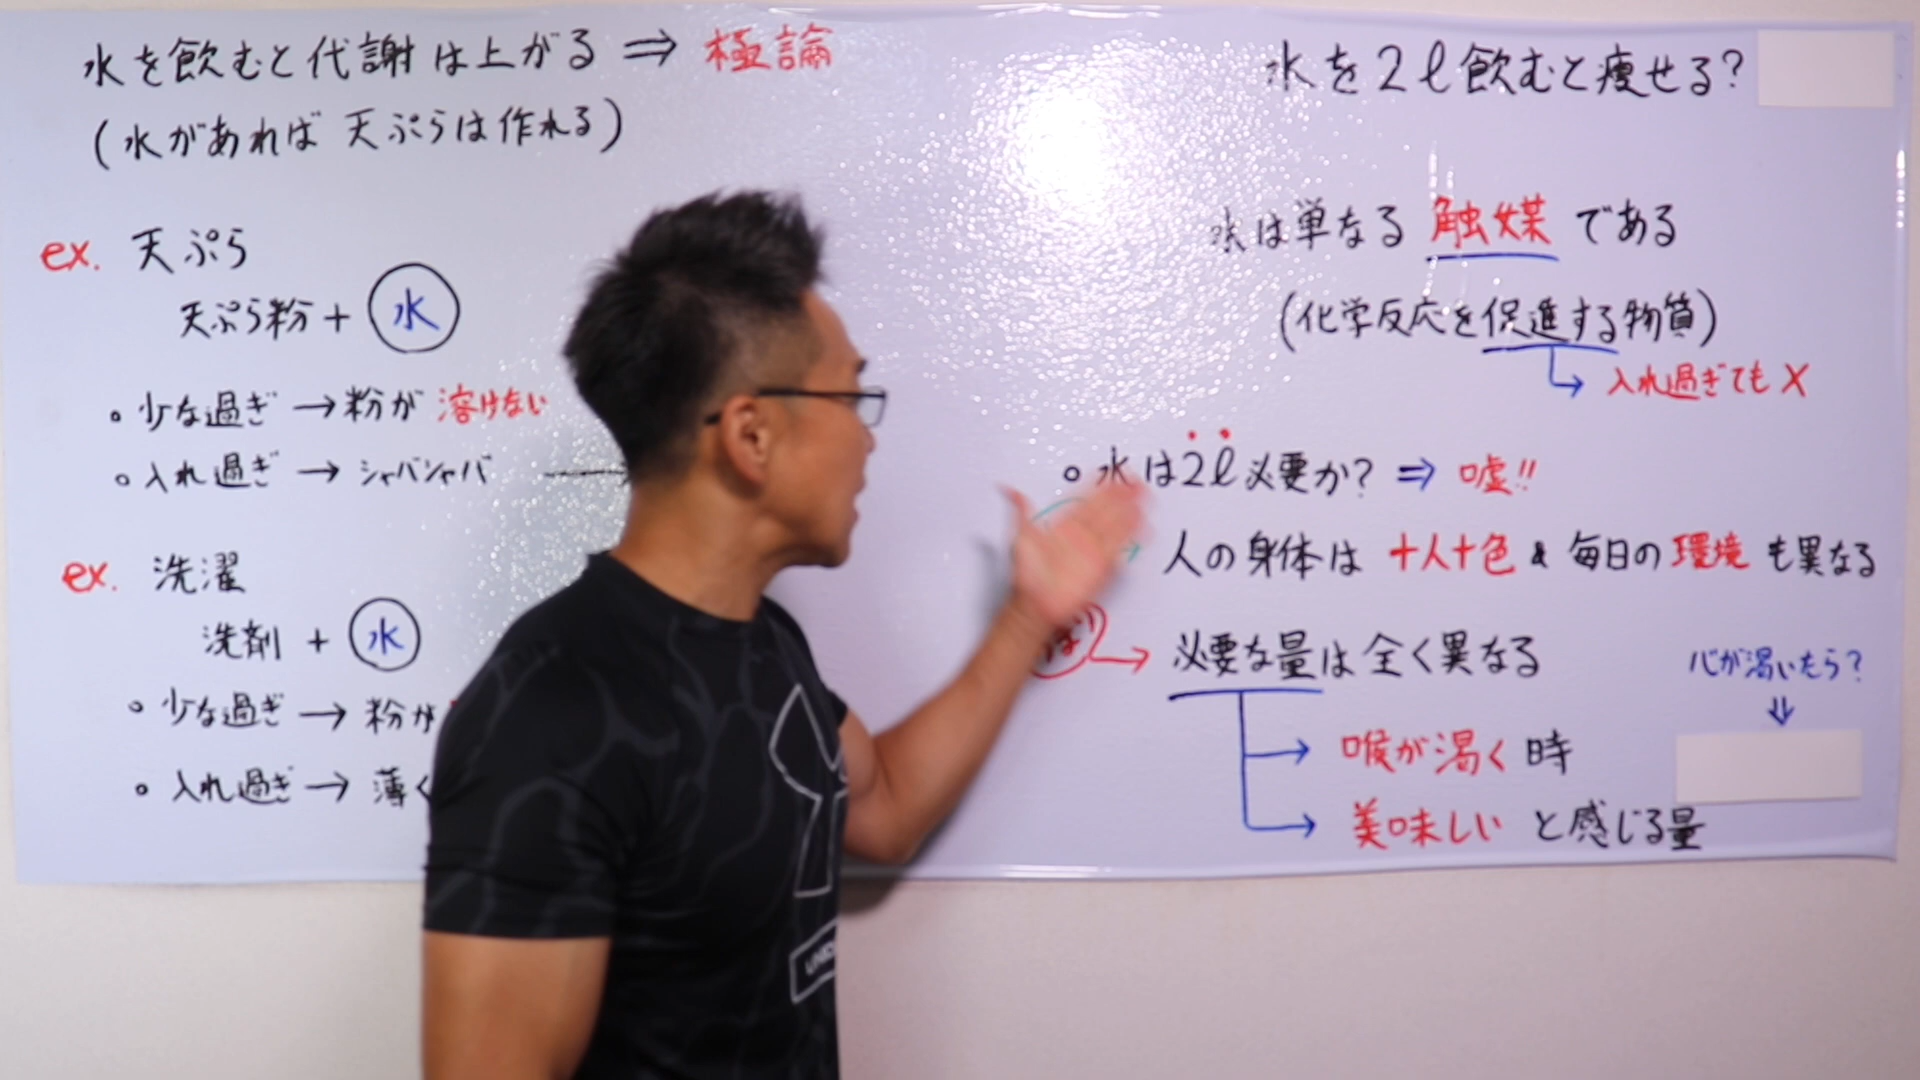 水を飲むと代謝は上がる ⇒ 極論
(水があれば 天ぷらは作れる)
ex. 天ぷら
天ぷら粉 + 水
○ 少な過ぎ → 粉が 溶けない
○ 入れ過ぎ → シャバシャバ
ex. 洗濯
洗剤 + 水
○ 少な過ぎ → 粉が
○ 入れ過ぎ → 薄く
水を2ℓ飲むと痩せる?
水は単なる 触媒 である
(化学反応を促進する物質)
入れ過ぎても X
○ 水は2ℓ必要か? ⇒ 嘘!!
人の身体は 十人十色 & 毎日の 環境 も異なる
必要な量は全く異なる
喉が渇く 時
美味しい と感じる量
心が渇いたら?
⇓